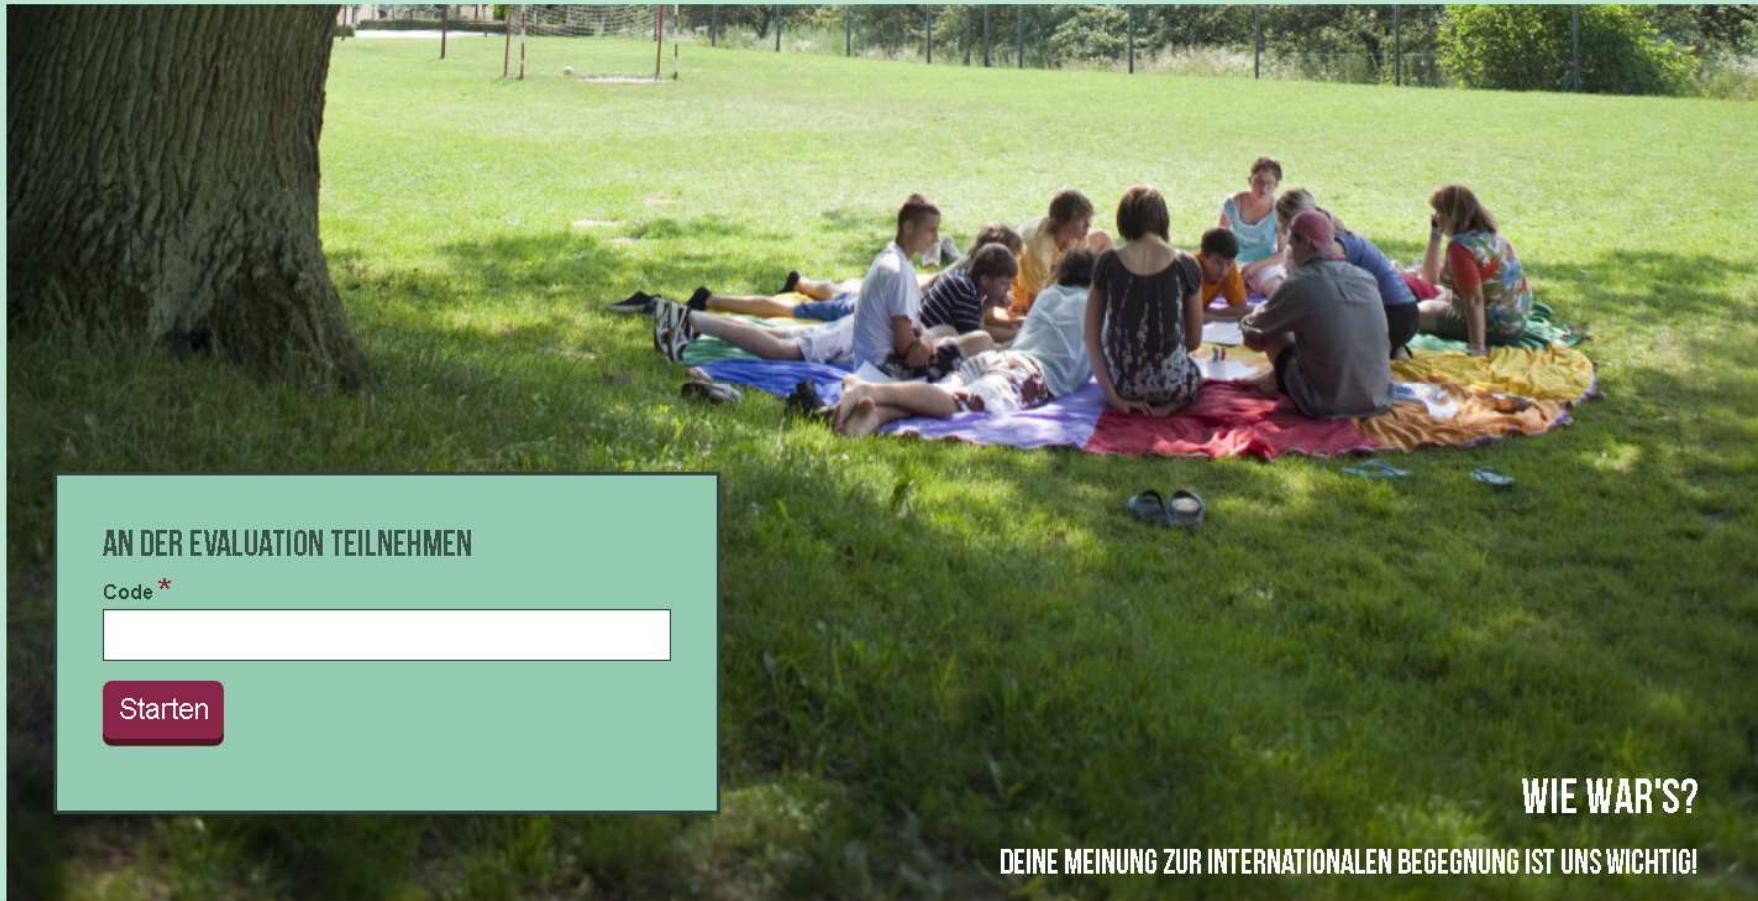 AN DER EVALUATION TEILNEHMEN
Code *
Starten
WIE WAR'S?
DEINE MEINUNG ZUR INTERNATIONALEN BEGEGNUNG IST UNS WICHTIG!